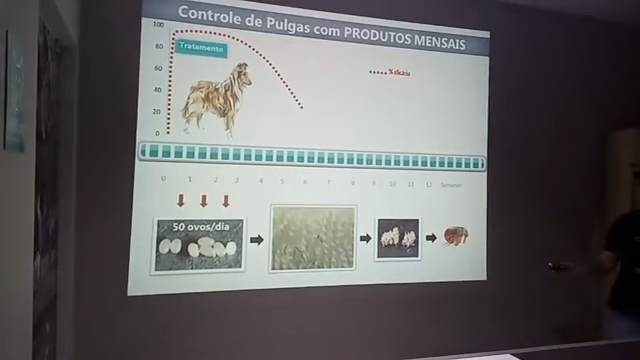 Controle de Pulgas com PRODUTOS MENSAIS
100
80
60
40
20
0
Tratamento
% eficácia
0 1 2 3 4 5 6 7 8 9 10 11 12 Semanas
50 ovos/dia